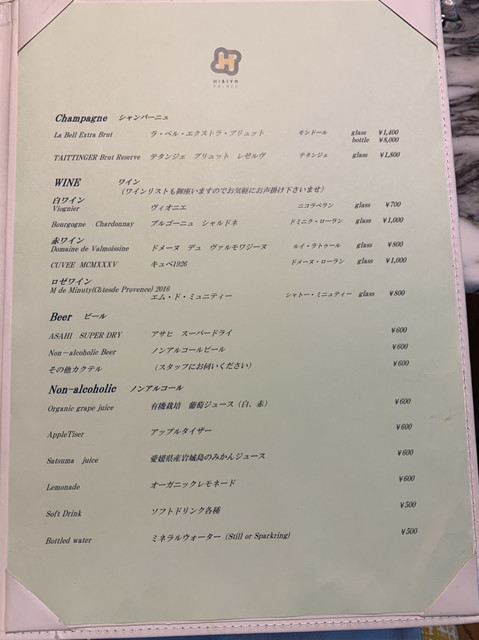 H
HIBIYA
PALACE
Champagne シャンパーニュ
La Bell Extra Brut ラ・ベル・エクストラ・ブリュット モンドール glass ¥1,400
bottle ¥8,000
TAITTINGER Brut Reserve テタンジェ ブリュット レゼルヴ テタンジェ glass ¥1,800
WINE ワイン
(ワインリストも御座いますのでお気軽にお声掛け下さいませ)
白ワイン
Viognier ヴィオニエ ニコラペラン glass ¥700
Bourgogne Chardonnay ブルゴーニュ シャルドネ ドミニク・ローラン glass ¥1,000
赤ワイン
Domaine de Valmoissine ドメーヌ デュ ヴァルモワジーヌ ルイ・ラトゥール glass ¥800
CUVEE MCMXXXV キュベ1926 ドメーヌ・ローラン glass ¥1,000
ロゼワイン
M de Minuty(Côtesde Provence) 2016
エム・ド・ミュニティー シャトー・ミニュティー glass ¥800
Beer ビール
ASAHI SUPER DRY アサヒ スーパードライ ¥600
Non-alcoholic Beer ノンアルコールビール ¥600
その他カクテル (スタッフにお伺いください) ¥600
Non-alcoholic ノンアルコール
Organic grape juice 有機栽培 葡萄ジュース (白、赤) ¥600
AppleTiser アップルタイザー ¥600
Satsuma juice 愛媛県産岩城島のみかんジュース ¥600
Lemonade オーガニックレモネード ¥600
Soft Drink ソフトドリンク各種 ¥500
Bottled water ミネラルウォーター (Still or Sparkring) ¥500